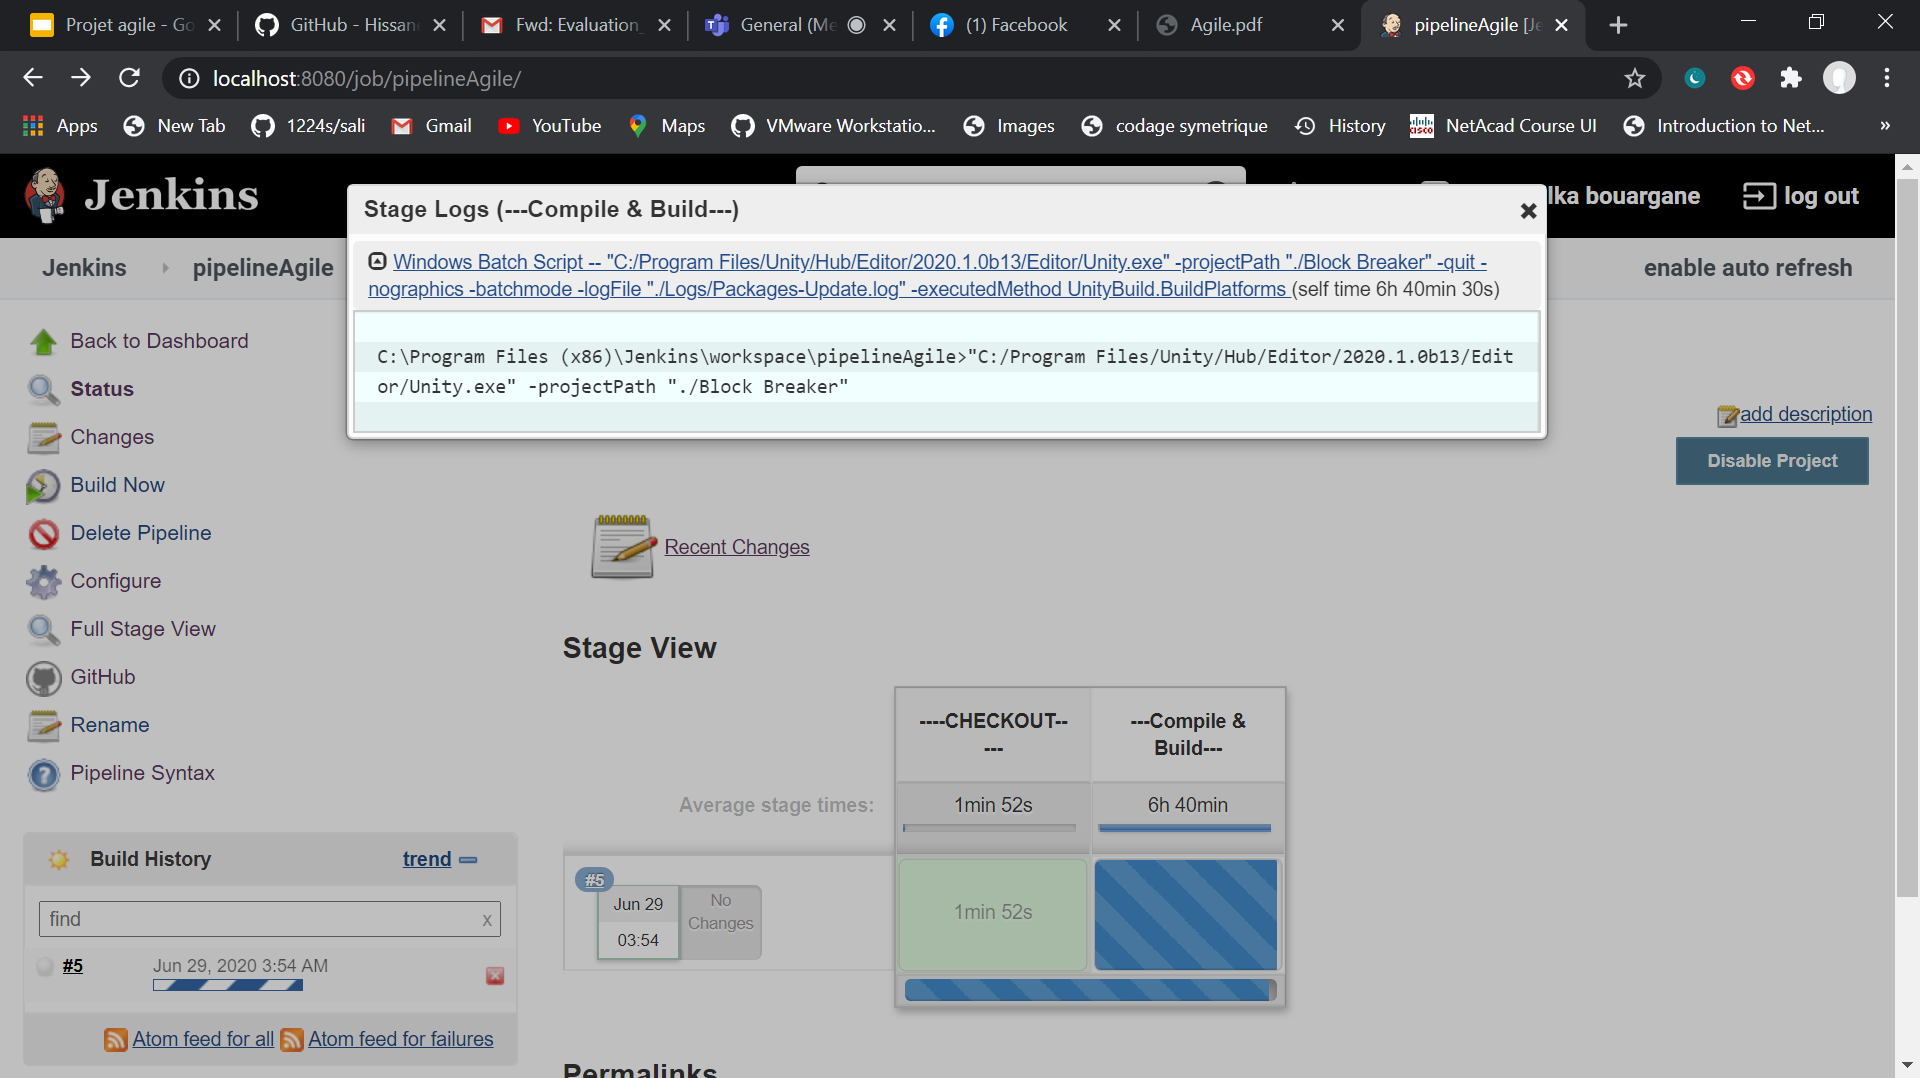 Projet agile - Go
GitHub - Hissan
Fwd: Evaluation_
General (Me
(1) Facebook
Agile.pdf
pipelineAgile [Je
localhost:8080/job/pipelineAgile/
Apps
New Tab
1224s/sali
Gmail
YouTube
Maps
VMware Workstatio...
Images
codage symetrique
History
NetAcad Course UI
Introduction to Net...
»
Jenkins
lka bouargane
log out
Stage Logs (---Compile & Build---)
Windows Batch Script -- "C:/Program Files/Unity/Hub/Editor/2020.1.0b13/Editor/Unity.exe" -projectPath "./Block Breaker" -quit -
nographics -batchmode -logFile "./Logs/Packages-Update.log" -executedMethod UnityBuild.BuildPlatforms (self time 6h 40min 30s)
C:\Program Files (x86)\Jenkins\workspace\pipelineAgile>"C:/Program Files/Unity/Hub/Editor/2020.1.0b13/Edit
or/Unity.exe" -projectPath "./Block Breaker"
Jenkins
pipelineAgile
enable auto refresh
Back to Dashboard
Status
Changes
Build Now
Delete Pipeline
Configure
Full Stage View
GitHub
Rename
Pipeline Syntax
add description
Disable Project
Recent Changes
Stage View
----CHECKOUT--
---
---Compile &
Build---
Average stage times:
1min 52s
6h 40min
#5
Jun 29
03:54
No
Changes
1min 52s
Build History
trend
find
x
#5
Jun 29, 2020 3:54 AM
Atom feed for all
Atom feed for failures
Permalinks